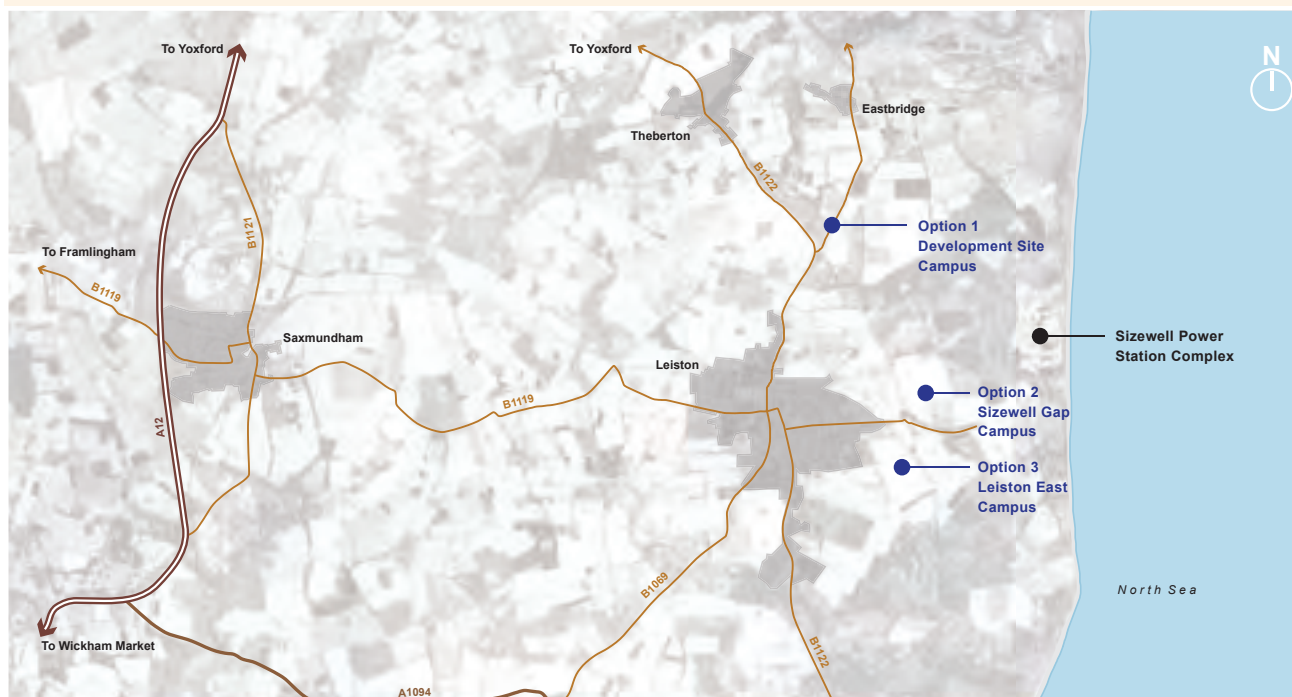 To Yoxford
To Yoxford
N
Eastbridge
Theberton
B1122
B1121
Option 1
Development Site
Campus
To Framlingham
B1119
Saxmundham
Sizewell Power
Station Complex
Leiston
B1119
Option 2
Sizewell Gap
Campus
A12
Option 3
Leiston East
Campus
B1069
North Sea
To Wickham Market
B1122
A1094